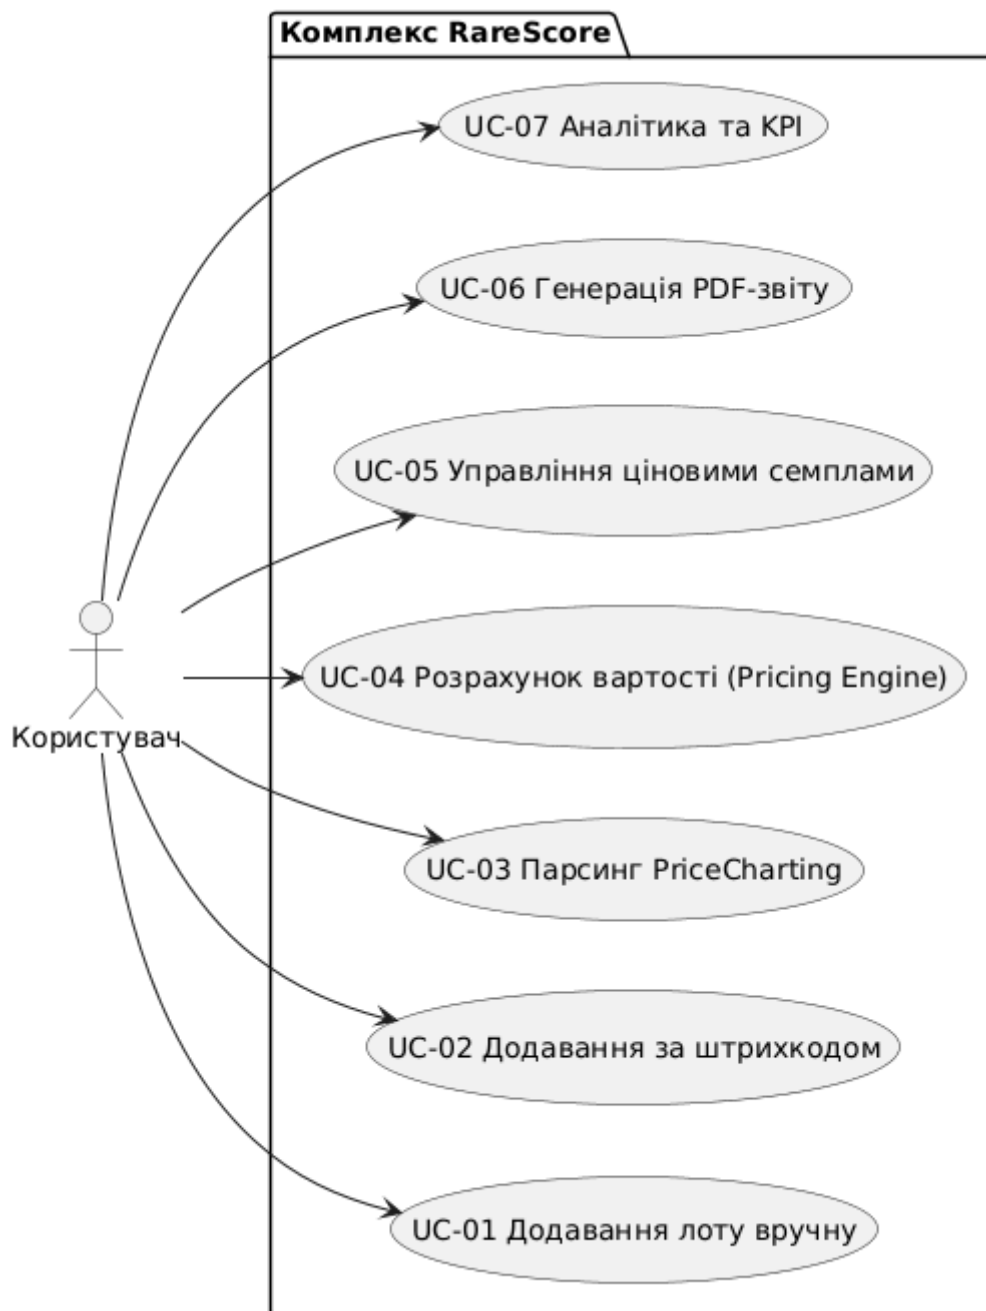 Комплекс RareScore
UC-07 Аналітика та KPI
UC-06 Генерація PDF-звіту
UC-05 Управління ціновими семплами
UC-04 Розрахунок вартості (Pricing Engine)
Користувач
UC-03 Парсинг PriceCharting
UC-02 Додавання за штрихкодом
UC-01 Додавання лоту вручну